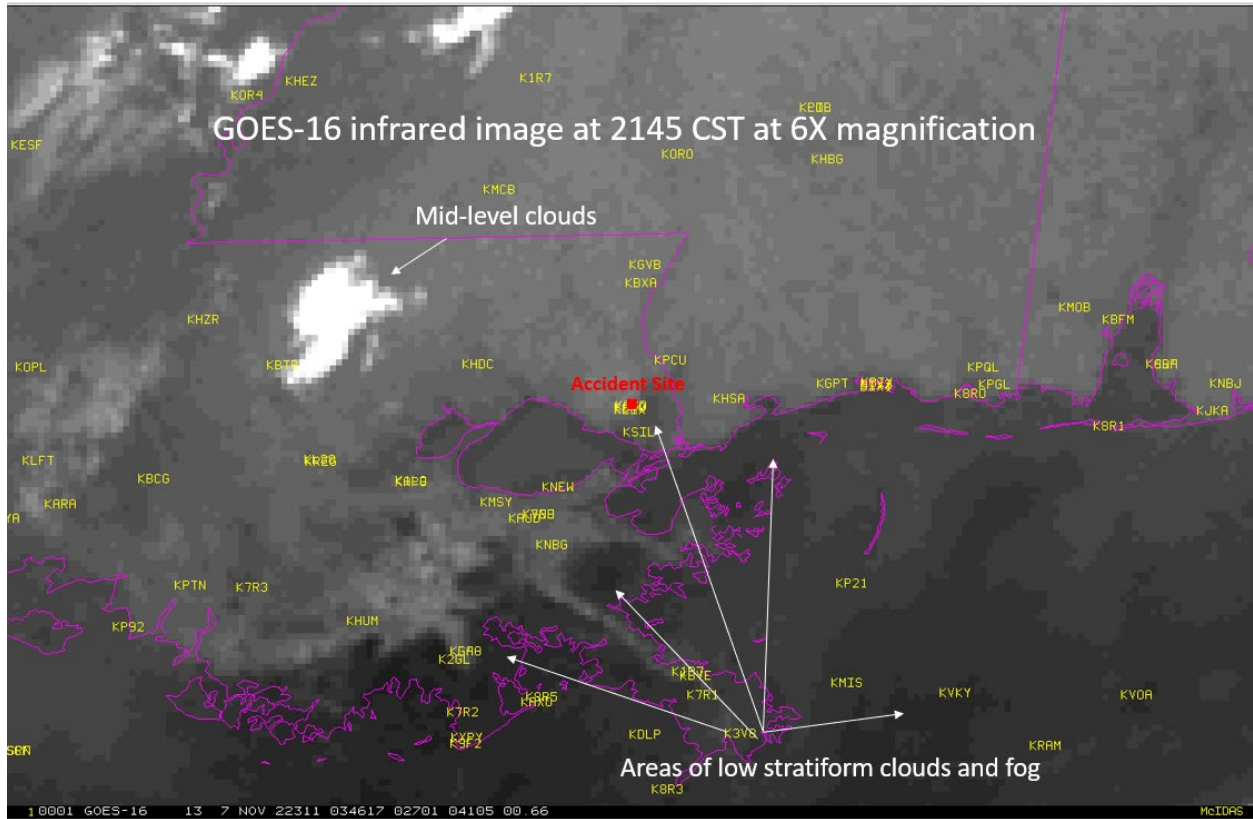 KHEZ
K1R7
KOR4
GOES-16 infrared image at 2145 CST at 6X magnification
KESF
KORO
KHBG
KMCB
Mid-level clouds
KGVB
KBXA
KHZR
KMOB
KBFM
KOPL
KHDC
KPCU
KPQL
Accident Site
KGPT
KPGL
KNBJ
KHSA
K8RU
KJKA
K8R1
KSIL
KLFT
KBCG
KNEW
KARA
KMSY
KNBG
KPTN
K7R3
KP21
KHUM
KP92
K2GL
KMIS
K7R1
KVKY
KVOA
K7R2
K3V8
KDLP
KRAM
Areas of low stratiform clouds and fog
K8R3
1 0001 GOES-16 13 7 NOV 22311 034617 02701 04105 00.66
McIDAS